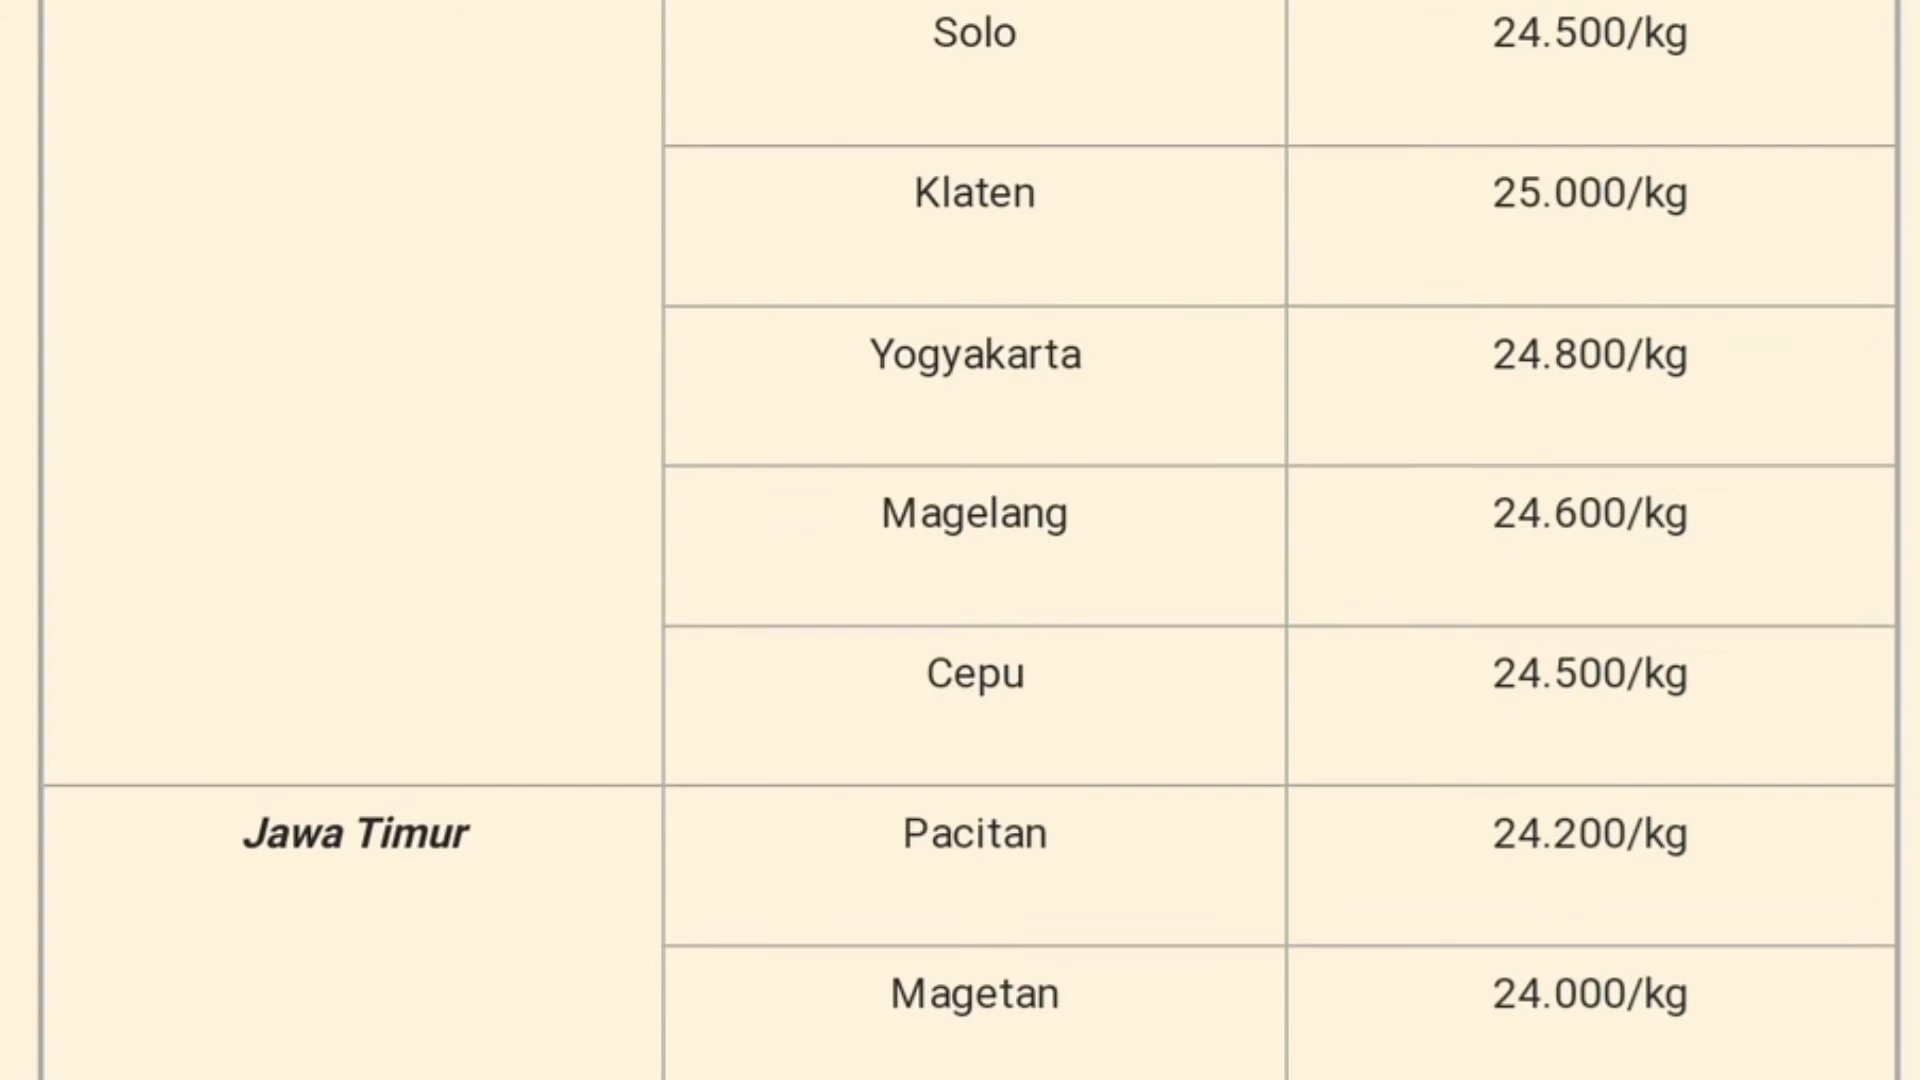 Solo 24.500/kg
Klaten 25.000/kg
Yogyakarta 24.800/kg
Magelang 24.600/kg
Cepu 24.500/kg
Jawa Timur Pacitan 24.200/kg
Magetan 24.000/kg